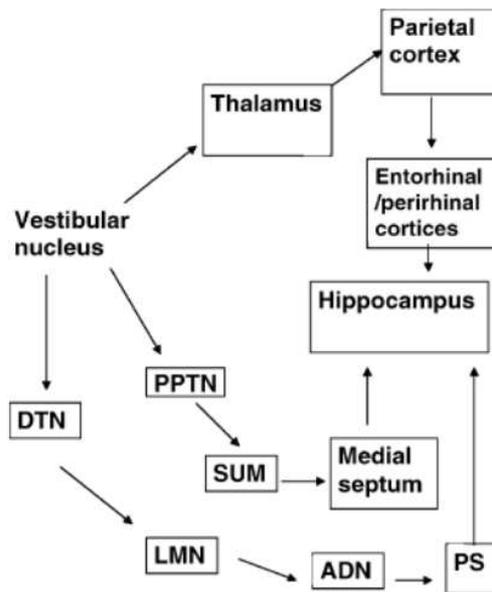 Parietal
cortex
Thalamus
Entorhinal
/perirhinal
cortices
Vestibular
nucleus
Hippocampus
PPTN
DTN
SUM
Medial
septum
LMN
ADN
PS